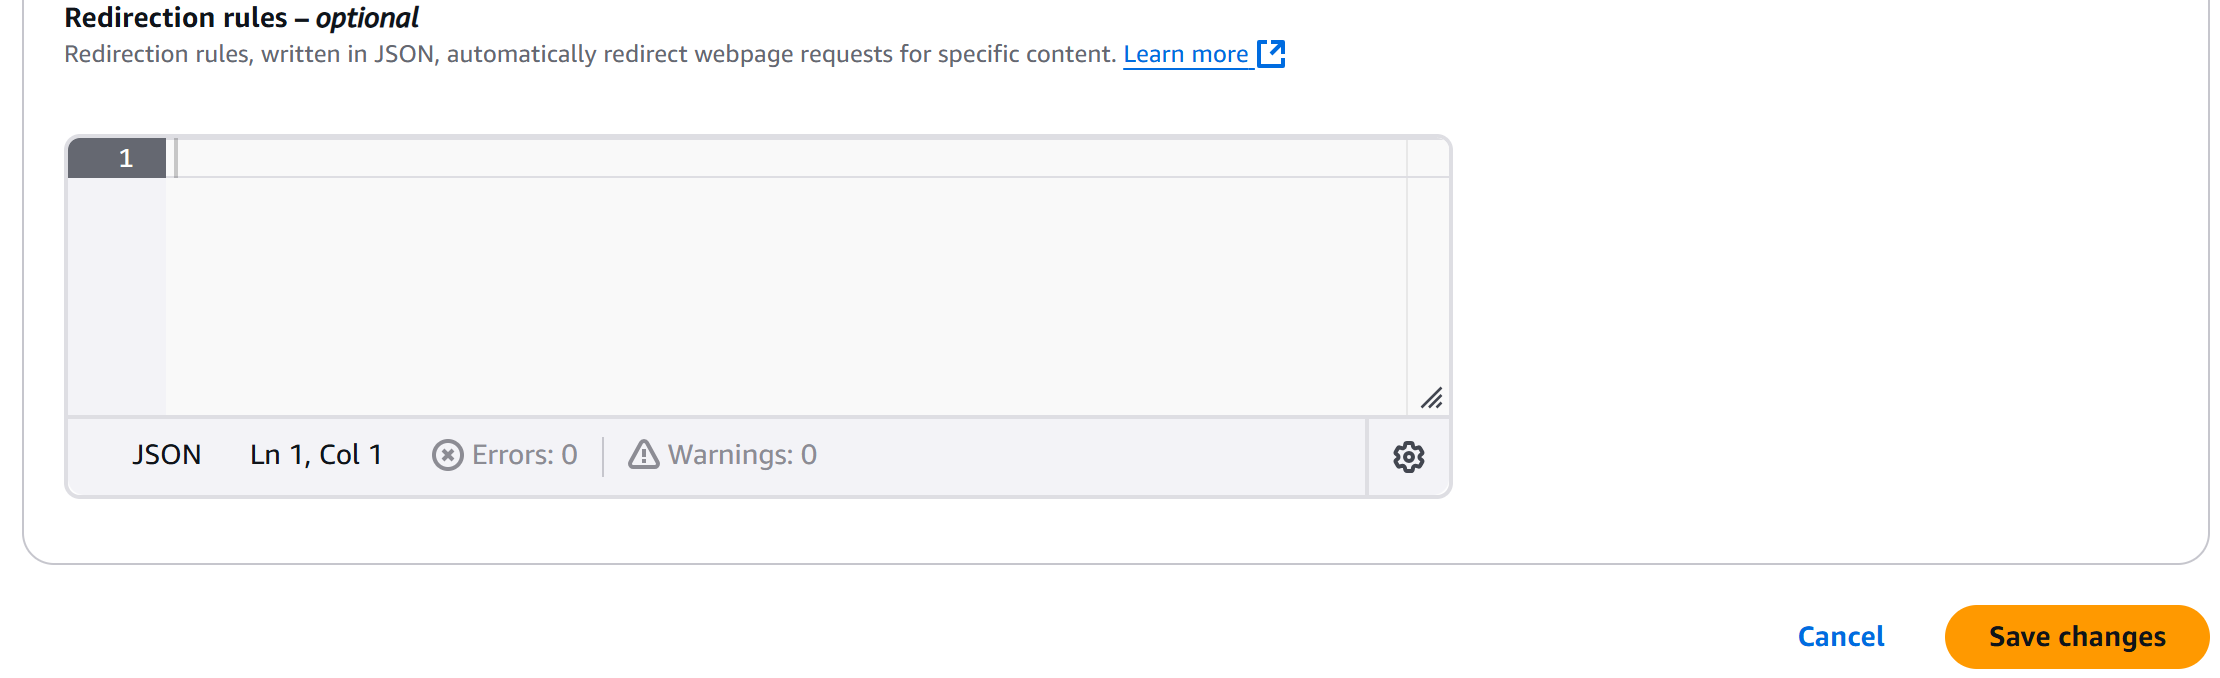 Redirection rules – optional
Redirection rules, written in JSON, automatically redirect webpage requests for specific content. Learn more
1
JSON Ln 1, Col 1 Errors: 0 Warnings: 0
Cancel Save changes